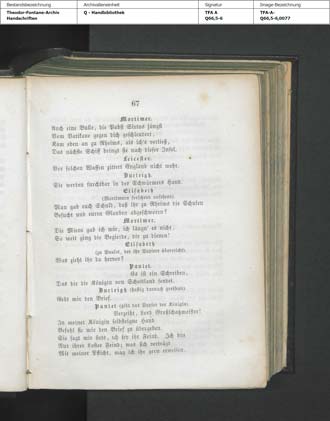 Bestandsbezeichnung Archivalieneinheit Signatur Image-Bezeichnung
Theodor-Fontane-Archiv Q - Handbibliothek TFA A TFA-A-
Handschriften Q66,5-6 Q66,5-6,0077
67
Mortimer.
Auch eine Bulle, die Pabst Sixtus jüngst
Vom Vatikane gegen dich geschleudert;
Kam eben an zu Rheims, als ich's verließ,
Das nächste Schiff bringt sie nach dieser Insel.
Leicester.
Vor solchen Waffen zittert England nicht mehr.
Burleigh.
Sie werden furchtbar in des Schwärmers Hand.
Elisabeth
(Mortimern forschend ansehend)
Man gab euch Schuld, daß ihr zu Rheims die Schulen
Besucht und euren Glauben abgeschworen?
Mortimer.
Die Miene gab ich mir, ich läugn' es nicht,
So weit ging die Begierde, dir zu dienen!
Elisabeth
(zu Paulet, der ihr Papiere überreicht)
Was zieht ihr da hervor?
Paulet.
Es ist ein Schreiben,
Das dir die Königin von Schottland sendet.
Burleigh (hastig darnach greifend)
Gebt mir den Brief.
Paulet (gibt das Papier der Königin)
Verzeiht, Lord Großschatzmeister!
In meiner Königin selbsteigne Hand
Befahl sie mir den Brief zu übergeben.
Sie sagt mir stets, ich sey ihr Feind. Ich bin
Nur ihrer Laster Feind; was sich verträgt
Mit meiner Pflicht, mag ich ihr gern erweisen.